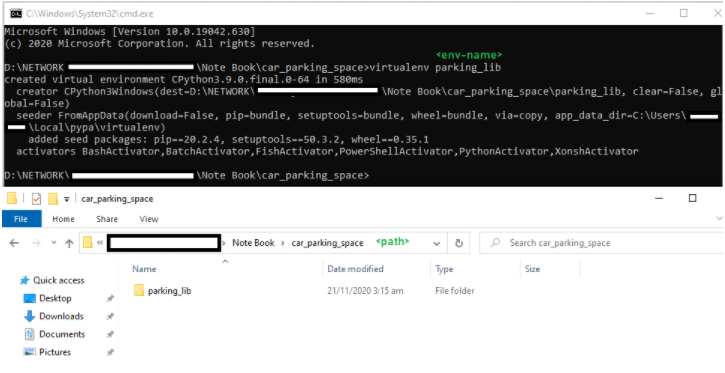 C:\Windows\System32\cmd.exe
Microsoft Windows [Version 10.0.19042.630]
(c) 2020 Microsoft Corporation. All rights reserved.
<env-name>
D:\NETWORK \Note Book\car_parking_space>virtualenv parking_lib
created virtual environment CPython3.9.0.final.0-64 in 580ms
creator CPython3Windows(dest=D:\NETWORK\ \Note Book\car_parking_space\parking_lib, clear=False, gl
obal=False)
seeder FromAppData(download=False, pip=bundle, setuptools=bundle, wheel=bundle, via=copy, app_data_dir=C:\Users\
\Local\pypa\virtualenv)
added seed packages: pip==20.2.4, setuptools==50.3.2, wheel==0.35.1
activators BashActivator,BatchActivator,FishActivator,PowerShellActivator,PythonActivator,XonshActivator
D:\NETWORK\ \Note Book\car_parking_space>
car_parking_space
File Home Share View
« Note Book › car_parking_space <path> Search car_parking_space
Name Date modified Type Size
Quick access
parking_lib 21/11/2020 3:15 am File folder
Desktop
Downloads
Documents
Pictures